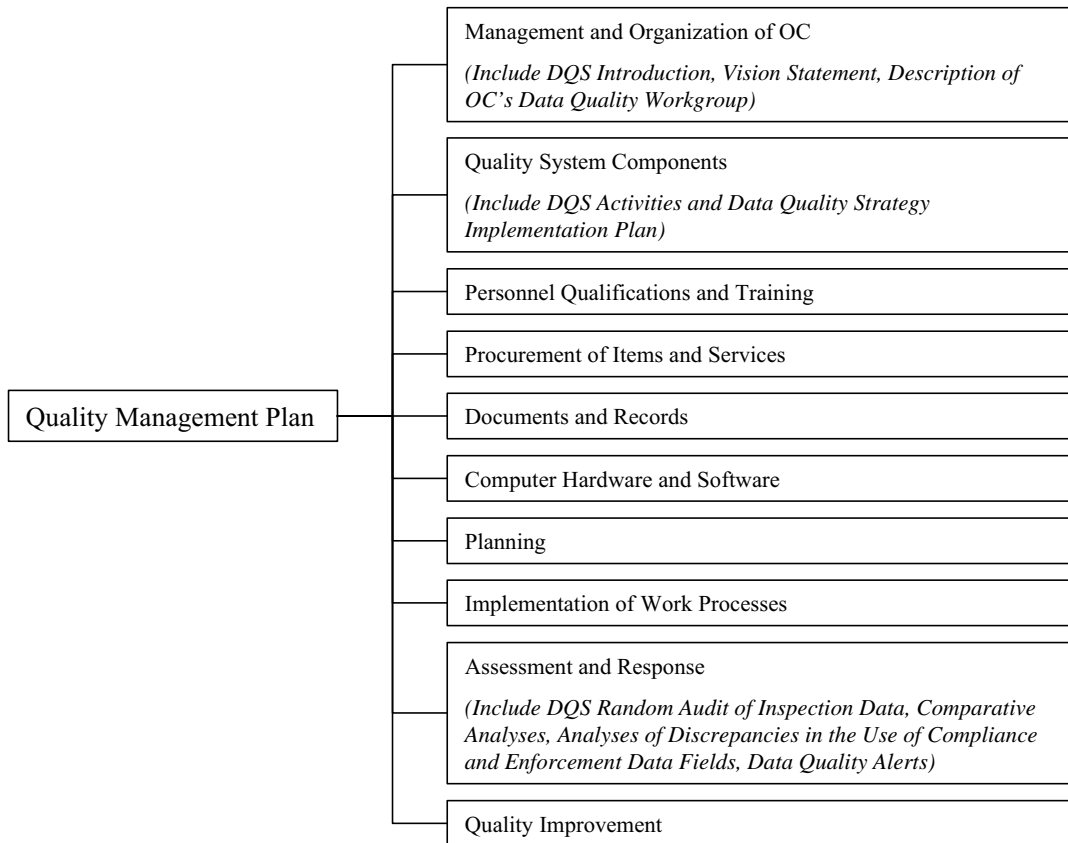 Management and Organization of OC
(Include DQS Introduction, Vision Statement, Description of
OC’s Data Quality Workgroup)
Quality System Components
(Include DQS Activities and Data Quality Strategy
Implementation Plan)
Personnel Qualifications and Training
Procurement of Items and Services
Quality Management Plan
Documents and Records
Computer Hardware and Software
Planning
Implementation of Work Processes
Assessment and Response
(Include DQS Random Audit of Inspection Data, Comparative
Analyses, Analyses of Discrepancies in the Use of Compliance
and Enforcement Data Fields, Data Quality Alerts)
Quality Improvement